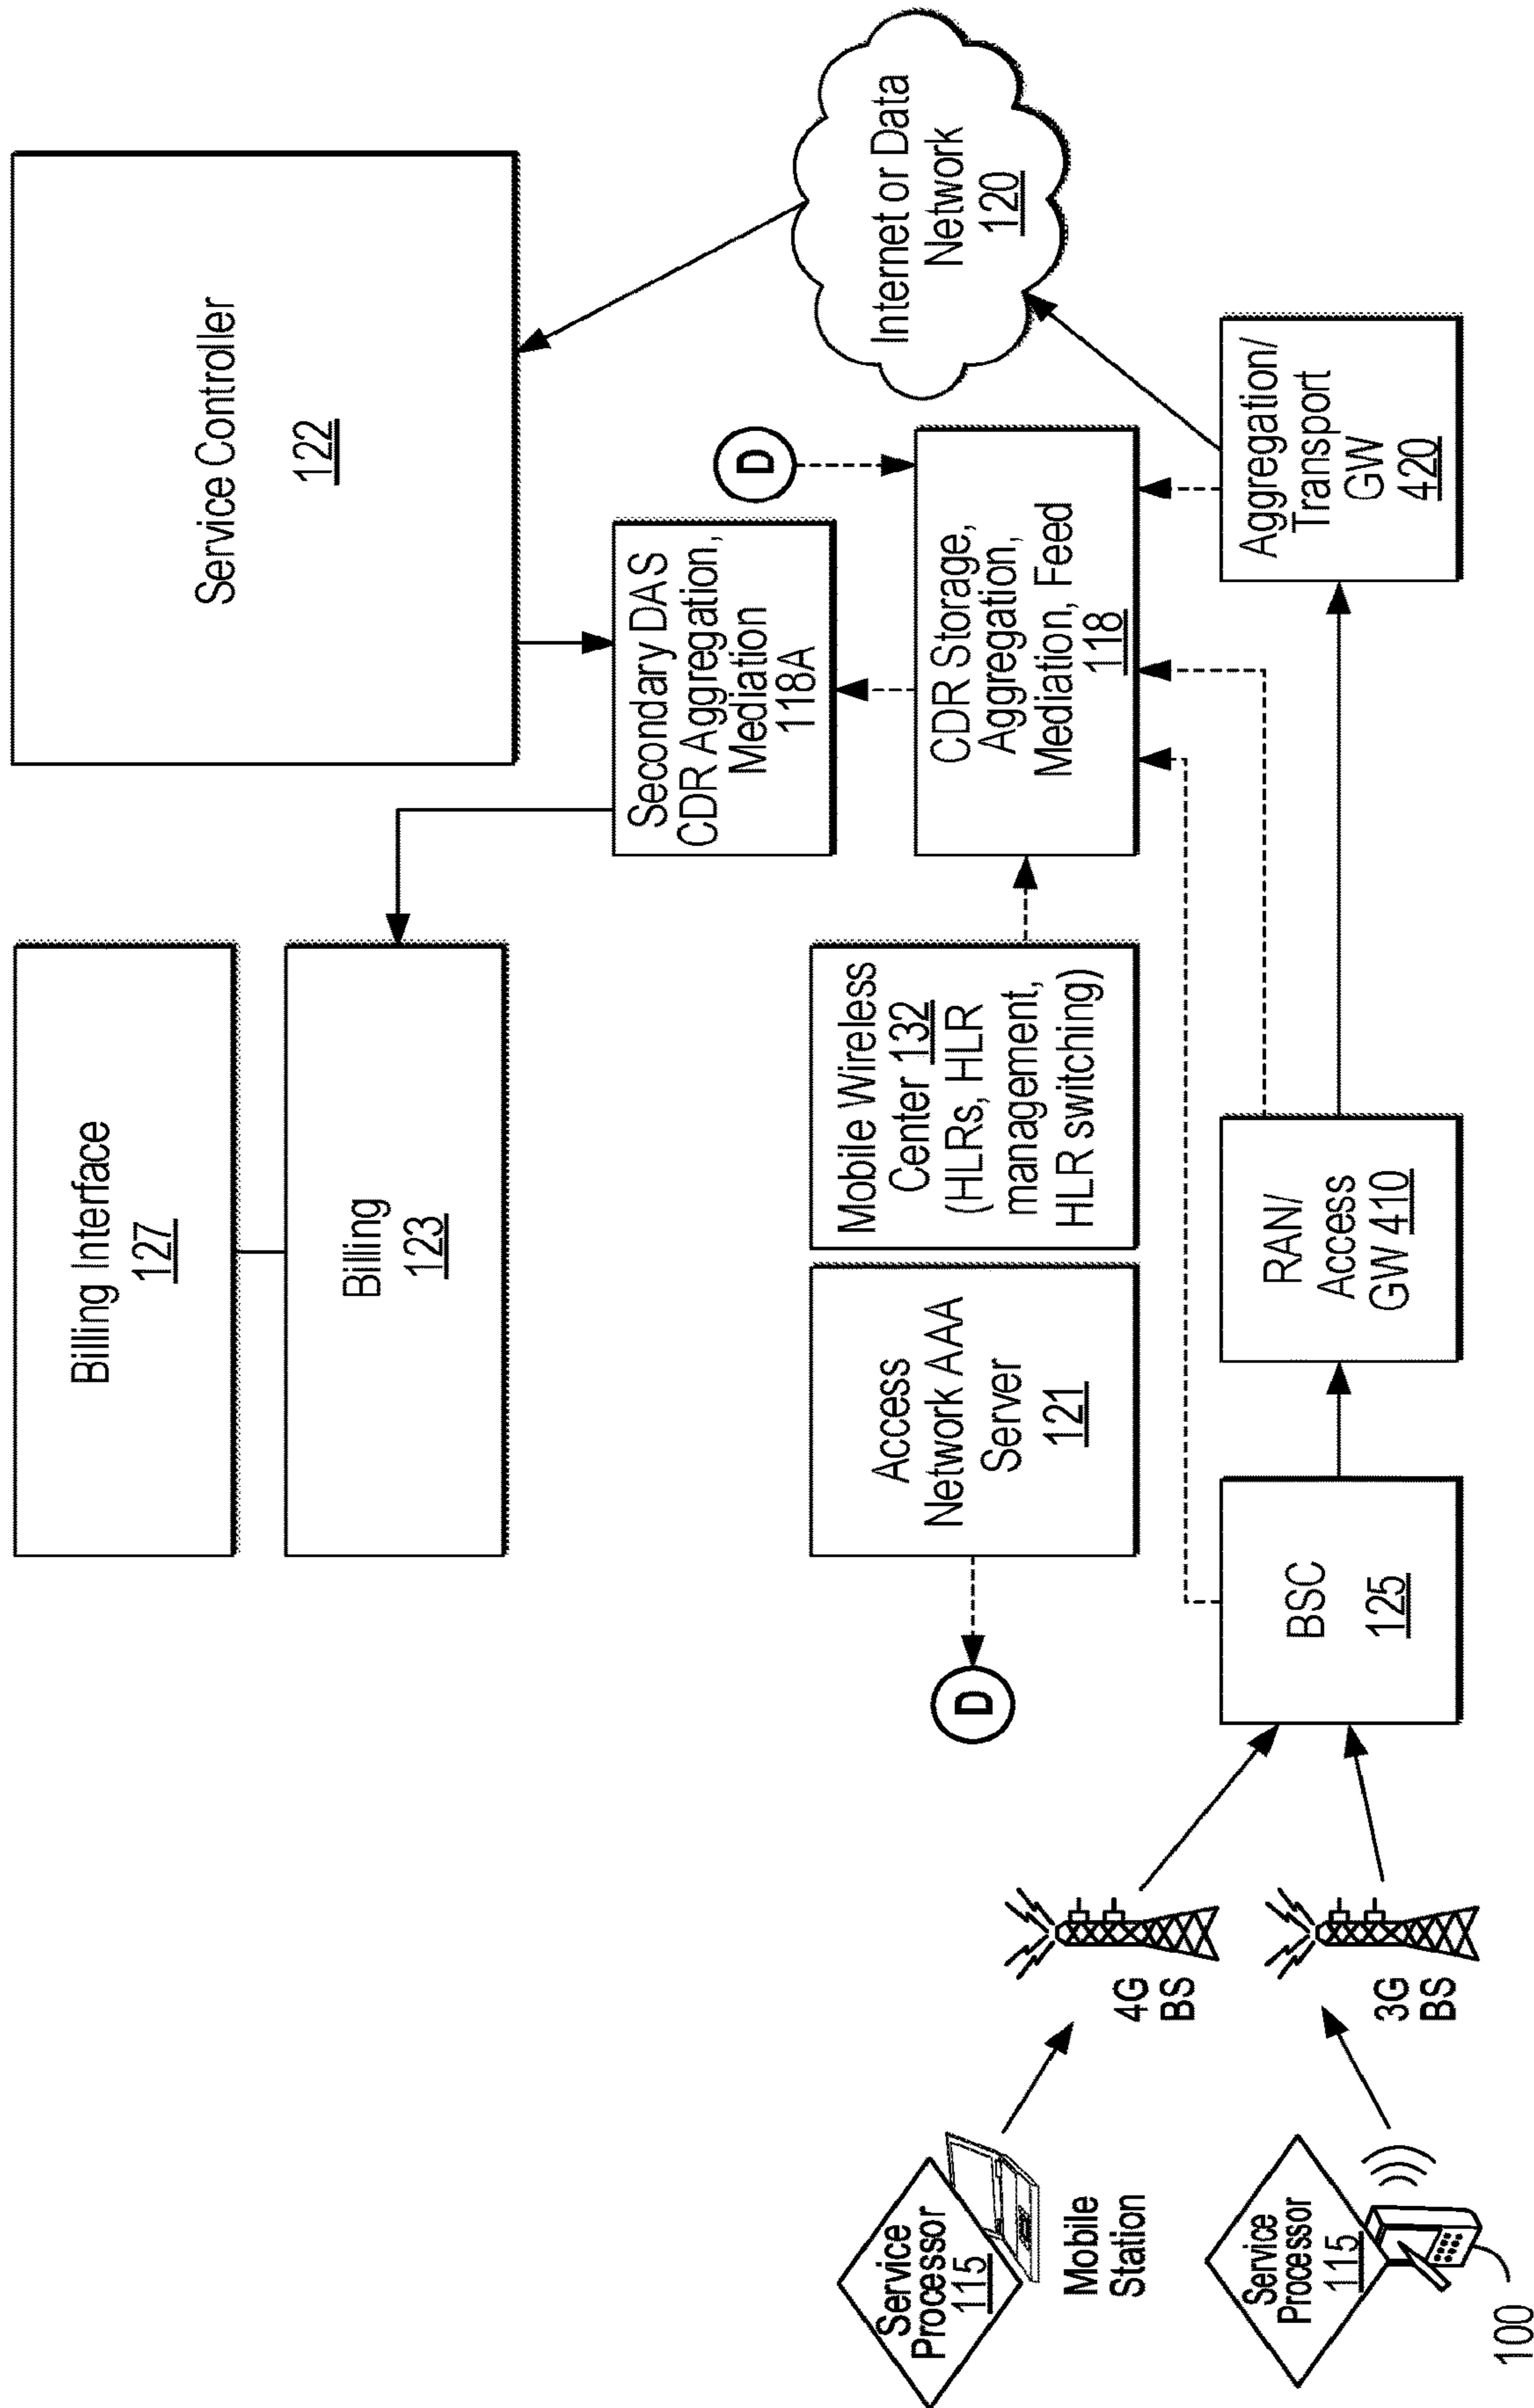 Billing Interface
127
Service Controller
122
Billing
123
Secondary DAS
CDR Aggregation,
Mediation
118A
D
Internet or Data
Network
120
Access
Network AAA
Server
121
Mobile Wireless
Center 132
(HLRs, HLR
management,
HLR switching)
CDR Storage,
Aggregation,
Mediation, Feed
118
D
Service
Processor
115
Mobile
Station
4G
BS
BSC
125
RAN/
Access
GW 410
Aggregation/
Transport
GW
420
Service
Processor
115
3G
BS
100